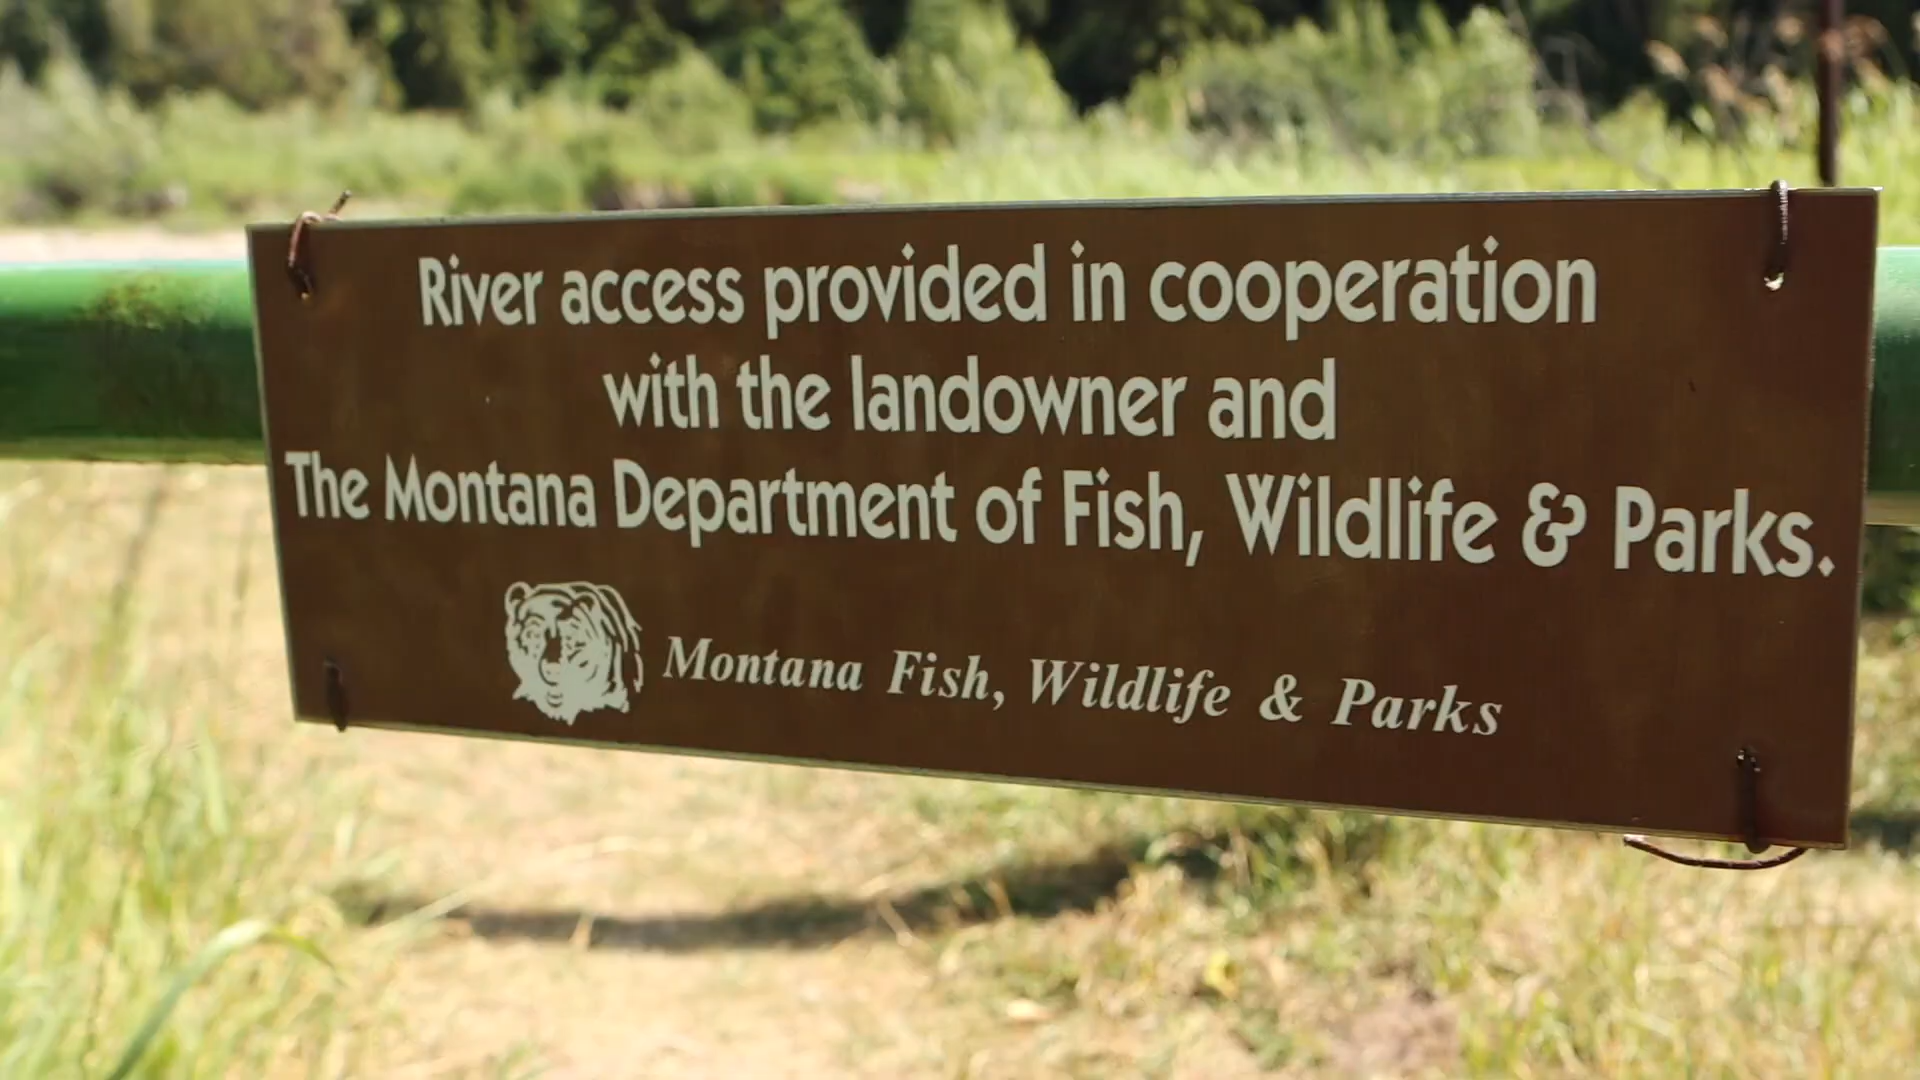 River access provided in cooperation
with the landowner and
The Montana Department of Fish, Wildlife & Parks.
Montana Fish, Wildlife & Parks